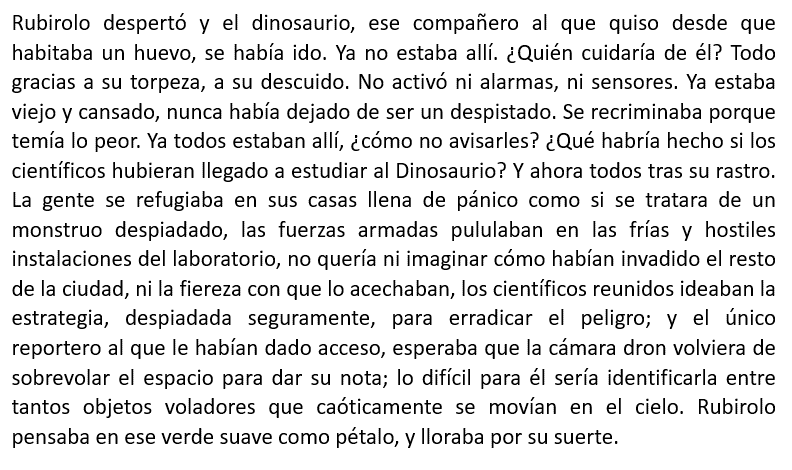 Rubirolo despertó y el dinosaurio, ese compañero al que quiso desde que
habitaba un huevo, se había ido. Ya no estaba allí. ¿Quién cuidaría de él? Todo
gracias a su torpeza, a su descuido. No activó ni alarmas, ni sensores. Ya estaba
viejo y cansado, nunca había dejado de ser un despistado. Se recriminaba porque
temía lo peor. Ya todos estaban allí, ¿cómo no avisarles? ¿Qué habría hecho si los
científicos hubieran llegado a estudiar al Dinosaurio? Y ahora todos tras su rastro.
La gente se refugiaba en sus casas llena de pánico como si se tratara de un
monstruo despiadado, las fuerzas armadas pululaban en las frías y hostiles
instalaciones del laboratorio, no quería ni imaginar cómo habían invadido el resto
de la ciudad, ni la fiereza con que lo acechaban, los científicos reunidos ideaban la
estrategia, despiadada seguramente, para erradicar el peligro; y el único
reportero al que le habían dado acceso, esperaba que la cámara dron volviera de
sobrevolar el espacio para dar su nota; lo difícil para él sería identificarla entre
tantos objetos voladores que caóticamente se movían en el cielo. Rubirolo
pensaba en ese verde suave como pétalo, y lloraba por su suerte.